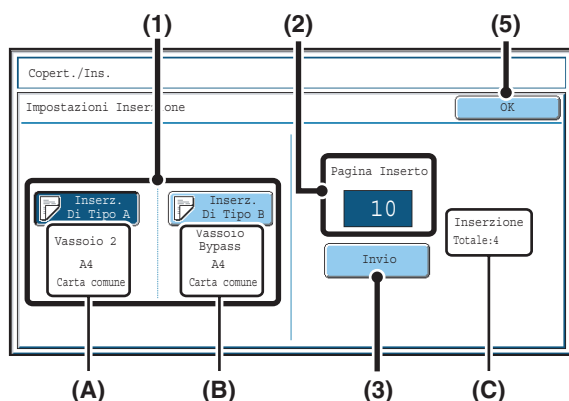 (1)
(2)
(5)
Copert./Ins.
Impostazioni Inserzione
OK
Inserz.
Di Tipo A
Inserz.
Di Tipo B
Vassoio 2
A4
Carta comune
Vassoio
Bypass
A4
Carta comune
Pagina Inserto
10
Invio
Inserzione
Totale:4
(A)
(B)
(3)
(C)